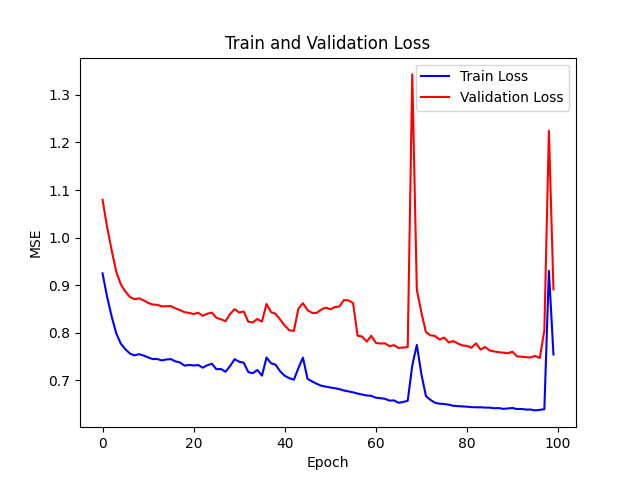 Train and Validation Loss
Train Loss
Validation Loss
MSE
1.3
1.2
1.1
1.0
0.9
0.8
0.7
0
20
40
60
80
100
Epoch